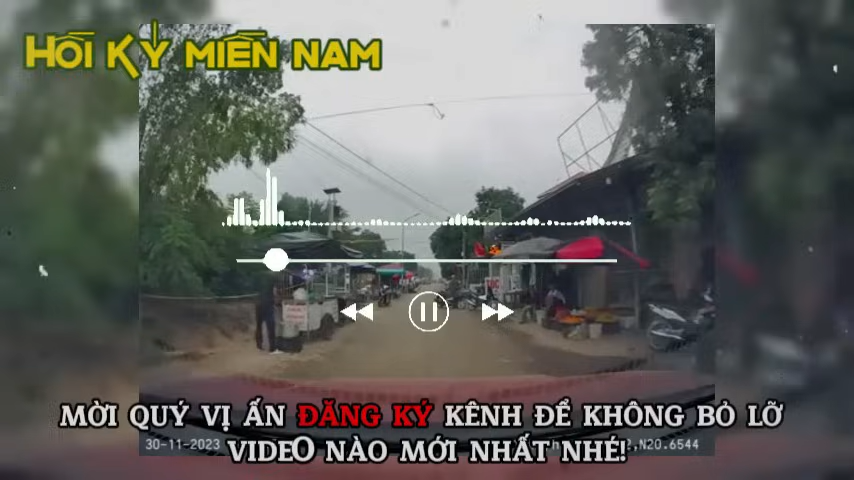 HỒI KÝ MIỀN NAM
MỜI QUÝ VỊ ẤN ĐĂNG KÝ KÊNH ĐỂ KHÔNG BỎ LỠ
30-11-2023
VIDEO NÀO MỚI NHẤT NHÉ!
,N20.6544